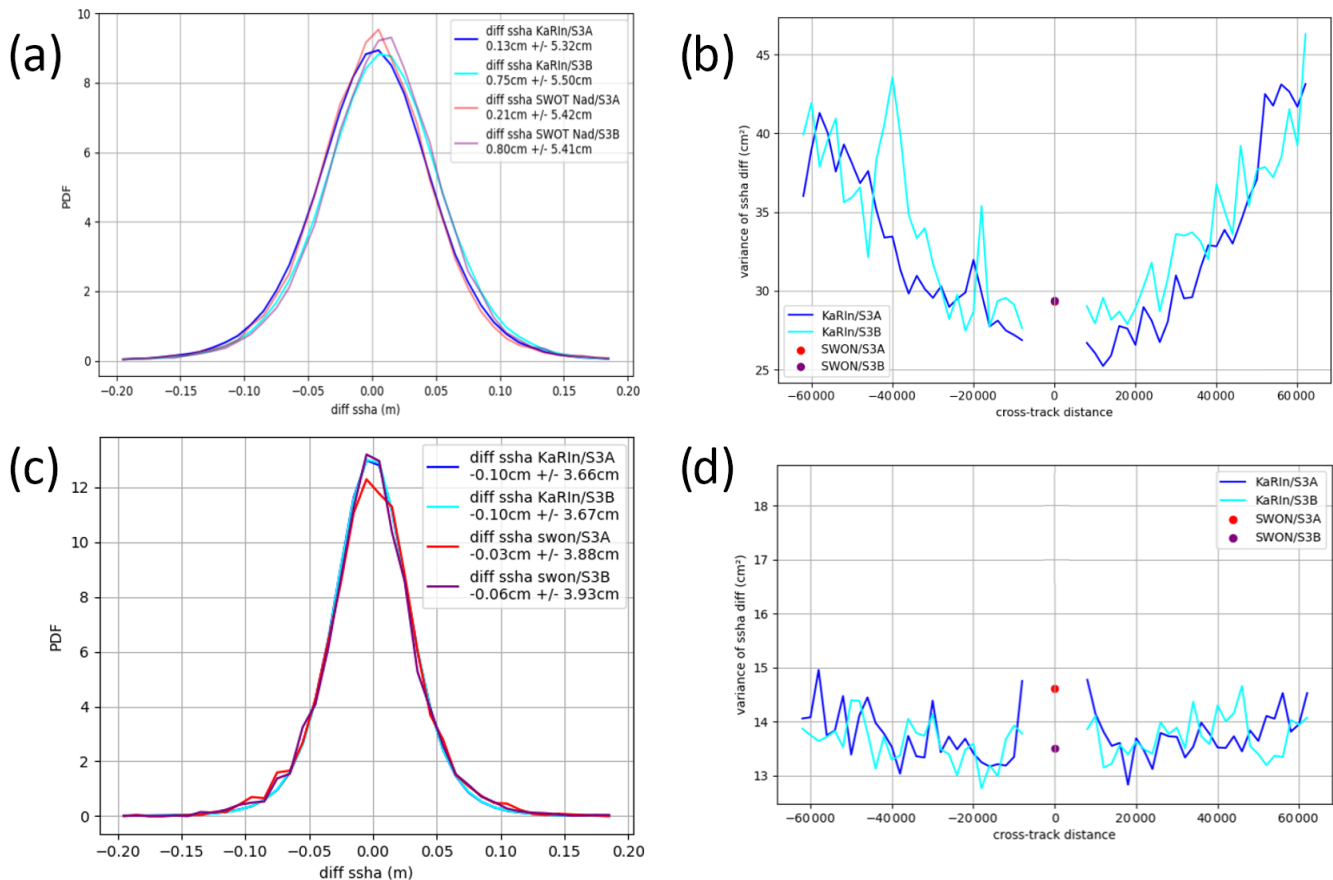 (a)
10
8
6
4
2
0
PDF
−0.20
−0.15
−0.10
−0.05
0.00
0.05
0.10
0.15
0.20
diff ssha (m)
diff ssha KaRIn/S3A
0.13cm +/- 5.32cm
diff ssha KaRIn/S3B
0.75cm +/- 5.50cm
diff ssha SWOT Nad/S3A
0.21cm +/- 5.42cm
diff ssha SWOT Nad/S3B
0.80cm +/- 5.41cm
(b)
45
40
35
30
25
variance of ssha diff (cm²)
KaRIn/S3A
KaRIn/S3B
SWON/S3A
SWON/S3B
−60000
−40000
−20000
0
20000
40000
60000
cross-track distance
(c)
12
10
8
6
4
2
0
PDF
diff ssha KaRIn/S3A
-0.10cm +/- 3.66cm
diff ssha KaRIn/S3B
-0.10cm +/- 3.67cm
diff ssha swon/S3A
-0.03cm +/- 3.88cm
diff ssha swon/S3B
-0.06cm +/- 3.93cm
−0.20
−0.15
−0.10
−0.05
0.00
0.05
0.10
0.15
0.20
diff ssha (m)
(d)
18
17
16
15
14
13
variance of ssha diff (cm²)
KaRIn/S3A
KaRIn/S3B
SWON/S3A
SWON/S3B
−60000
−40000
−20000
0
20000
40000
60000
cross-track distance